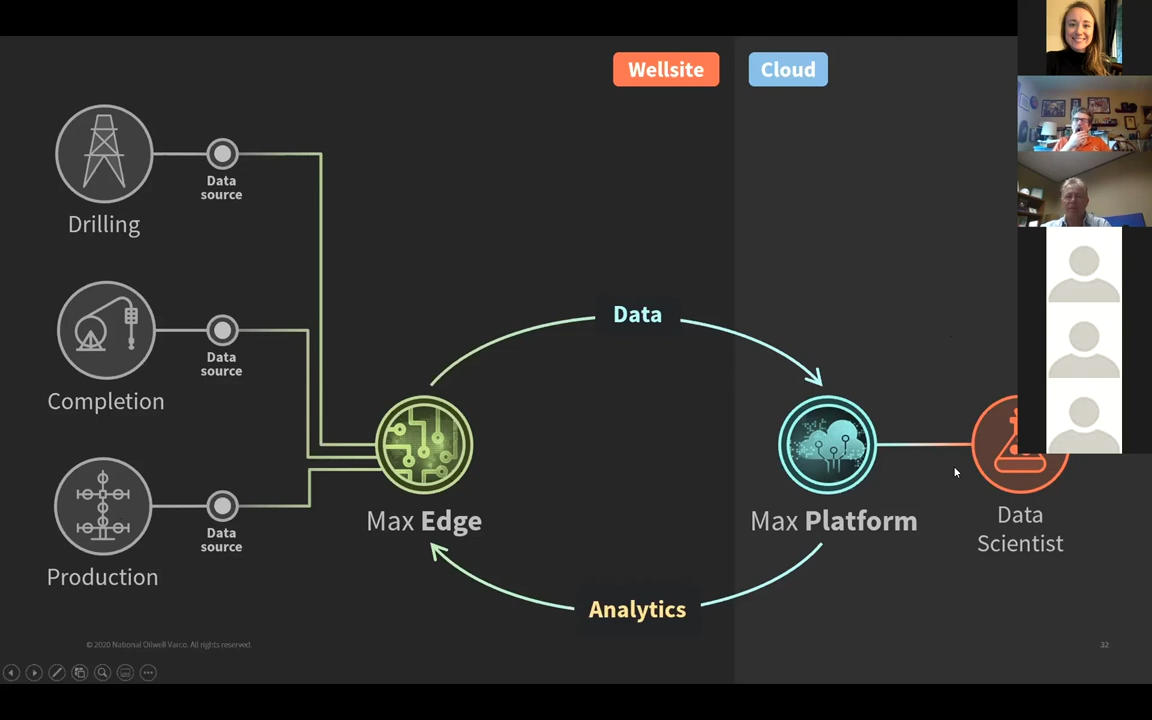 Wellsite
Cloud
Data
source
Drilling
Data
Data
source
Completion
Max Edge
Max Platform
Data
source
Data
Scientist
Production
Analytics
© 2020 National Oilwell Varco. All rights reserved.
32